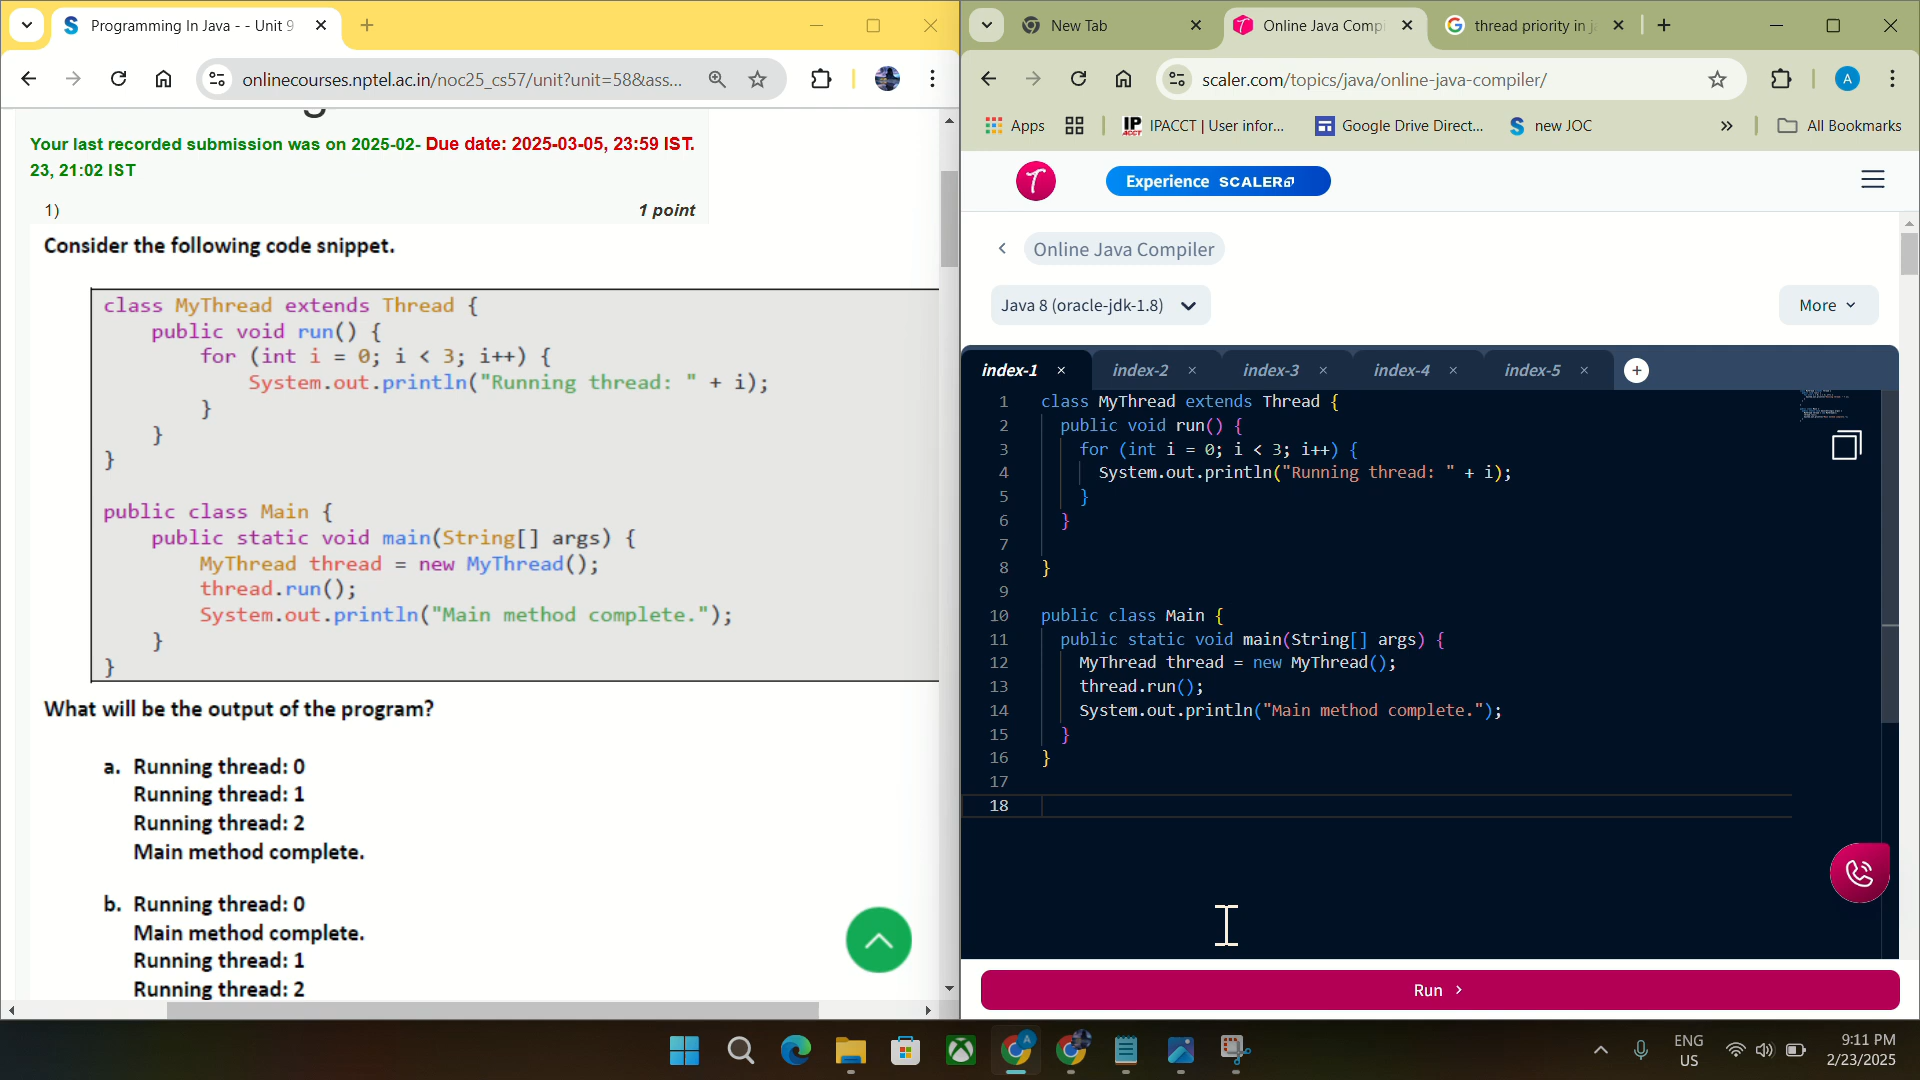 Programming In Java - - Unit 9
onlinecourses.nptel.ac.in/noc25_cs57/unit?unit=58&ass...
Your last recorded submission was on 2025-02- Due date: 2025-03-05, 23:59 IST.
23, 21:02 IST
1)
1 point
Consider the following code snippet.
class MyThread extends Thread {
public void run() {
for (int i = 0; i < 3; i++) {
System.out.println("Running thread: " + i);
}
}
}
public class Main {
public static void main(String[] args) {
MyThread thread = new MyThread();
thread.run();
System.out.println("Main method complete.");
}
}
What will be the output of the program?
a. Running thread: 0
Running thread: 1
Running thread: 2
Main method complete.
b. Running thread: 0
Main method complete.
Running thread: 1
Running thread: 2
New Tab
Online Java Compi
thread priority in ja
scaler.com/topics/java/online-java-compiler/
Apps
IPACCT | User infor...
Google Drive Direct...
new JOC
All Bookmarks
Experience SCALER
Online Java Compiler
Java 8 (oracle-jdk-1.8)
More
index-1
index-2
index-3
index-4
index-5
1 class MyThread extends Thread {
2 public void run() {
3 for (int i = 0; i < 3; i++) {
4 System.out.println("Running thread: " + i);
5 }
6 }
7
8 }
9
10 public class Main {
11 public static void main(String[] args) {
12 MyThread thread = new MyThread();
13 thread.run();
14 System.out.println("Main method complete.");
15 }
16 }
17
18
Run
ENG
US
9:11 PM
2/23/2025